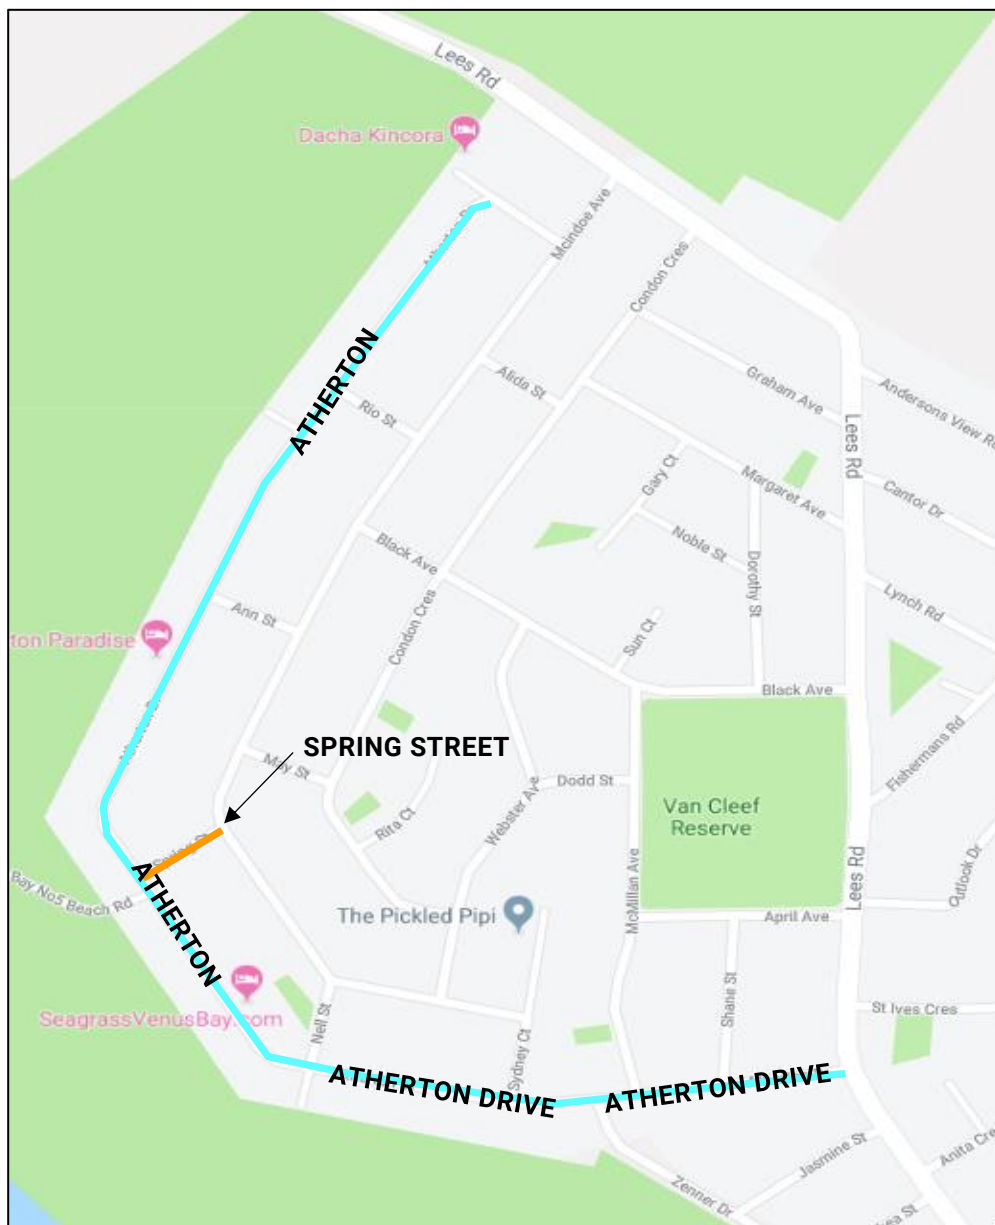 Lees Rd
Dacha Kincora
McIndoe Ave
Condon Cres
ATHERTON
Alida St
Graham Ave
Andersons View R
Rio St
Lees Rd
Gary Ct
Margaret Ave
Cantor Dr
Black Ave
Noble St
Dorothy St
Lynch Rd
Ann St
Condon Cres
Sun Ct
ton Paradise
Black Ave
Fishermans Rd
SPRING STREET
May St
Dodd St
Van Cleef
Reserve
Webster Ave
Rita Ct
Spring St
ATHERTON
Bay No5 Beach Rd
McMillan Ave
Lees Rd
Outlook Dr
The Pickled Pipi
April Ave
SeagrassVenusBay.com
Nell St
Shane St
St Ives Cres
Sydney Ct
ATHERTON DRIVE
ATHERTON DRIVE
Jasmine St
Anita Cre
Zenner Dr